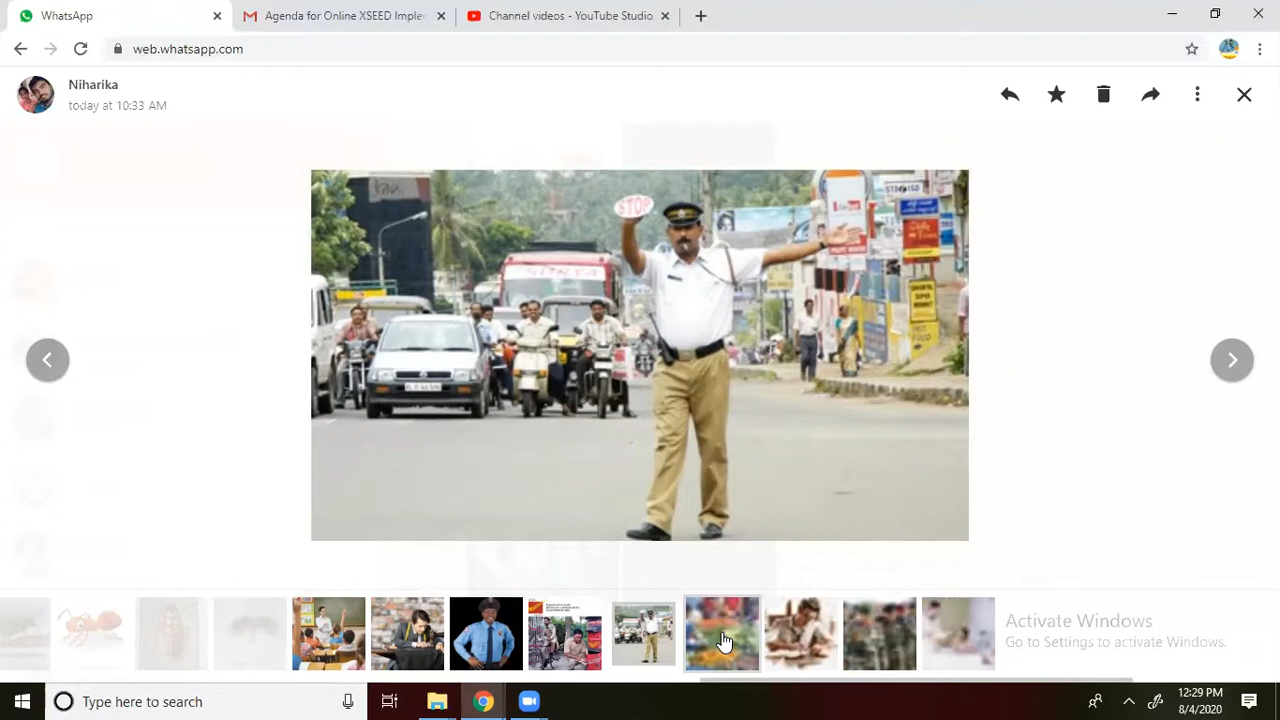 WhatsApp
Agenda for Online XSEED Imple
Channel videos - YouTube Studio
web.whatsapp.com
Niharika
today at 10:33 AM
STOP
Activate Windows
Go to Settings to activate Windows.
Type here to search
12:29 PM
8/4/2020